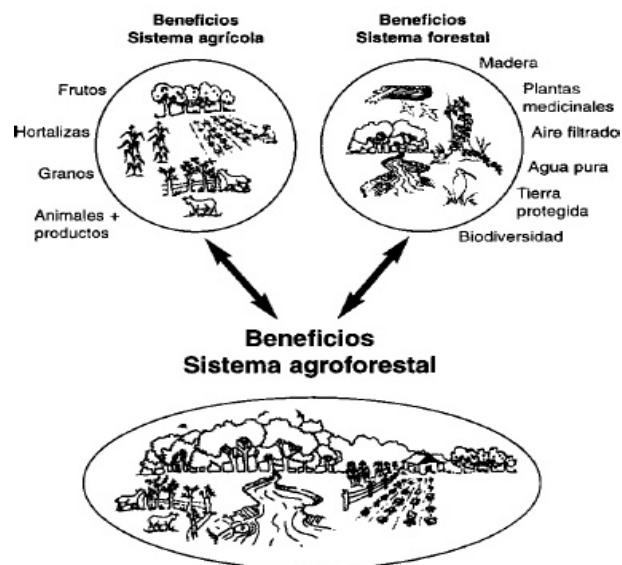 Beneficios
Sistema agrícola
Frutos
Hortalizas
Granos
Animales +
productos
Beneficios
Sistema forestal
Madera
Plantas
medicinales
Aire filtrado
Agua pura
Tierra
protegida
Biodiversidad
Beneficios
Sistema agroforestal